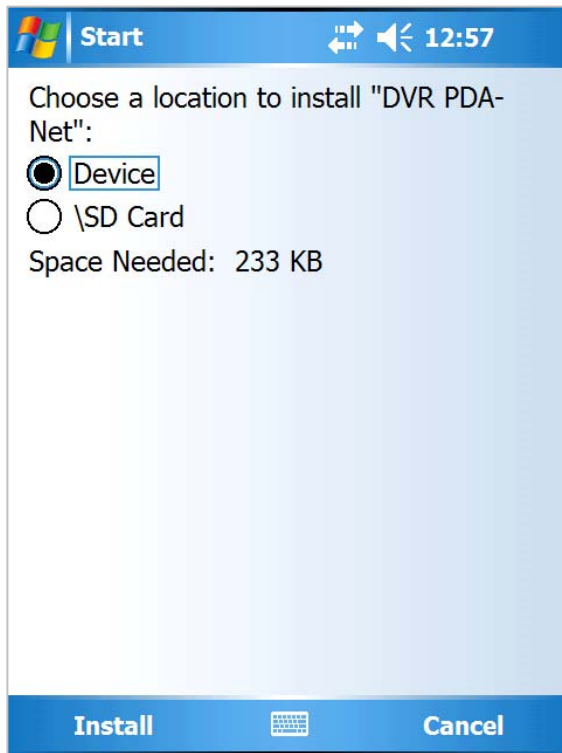 Start 12:57
Choose a location to install "DVR PDA-
Net":
Device
\SD Card
Space Needed: 233 KB
Install Cancel